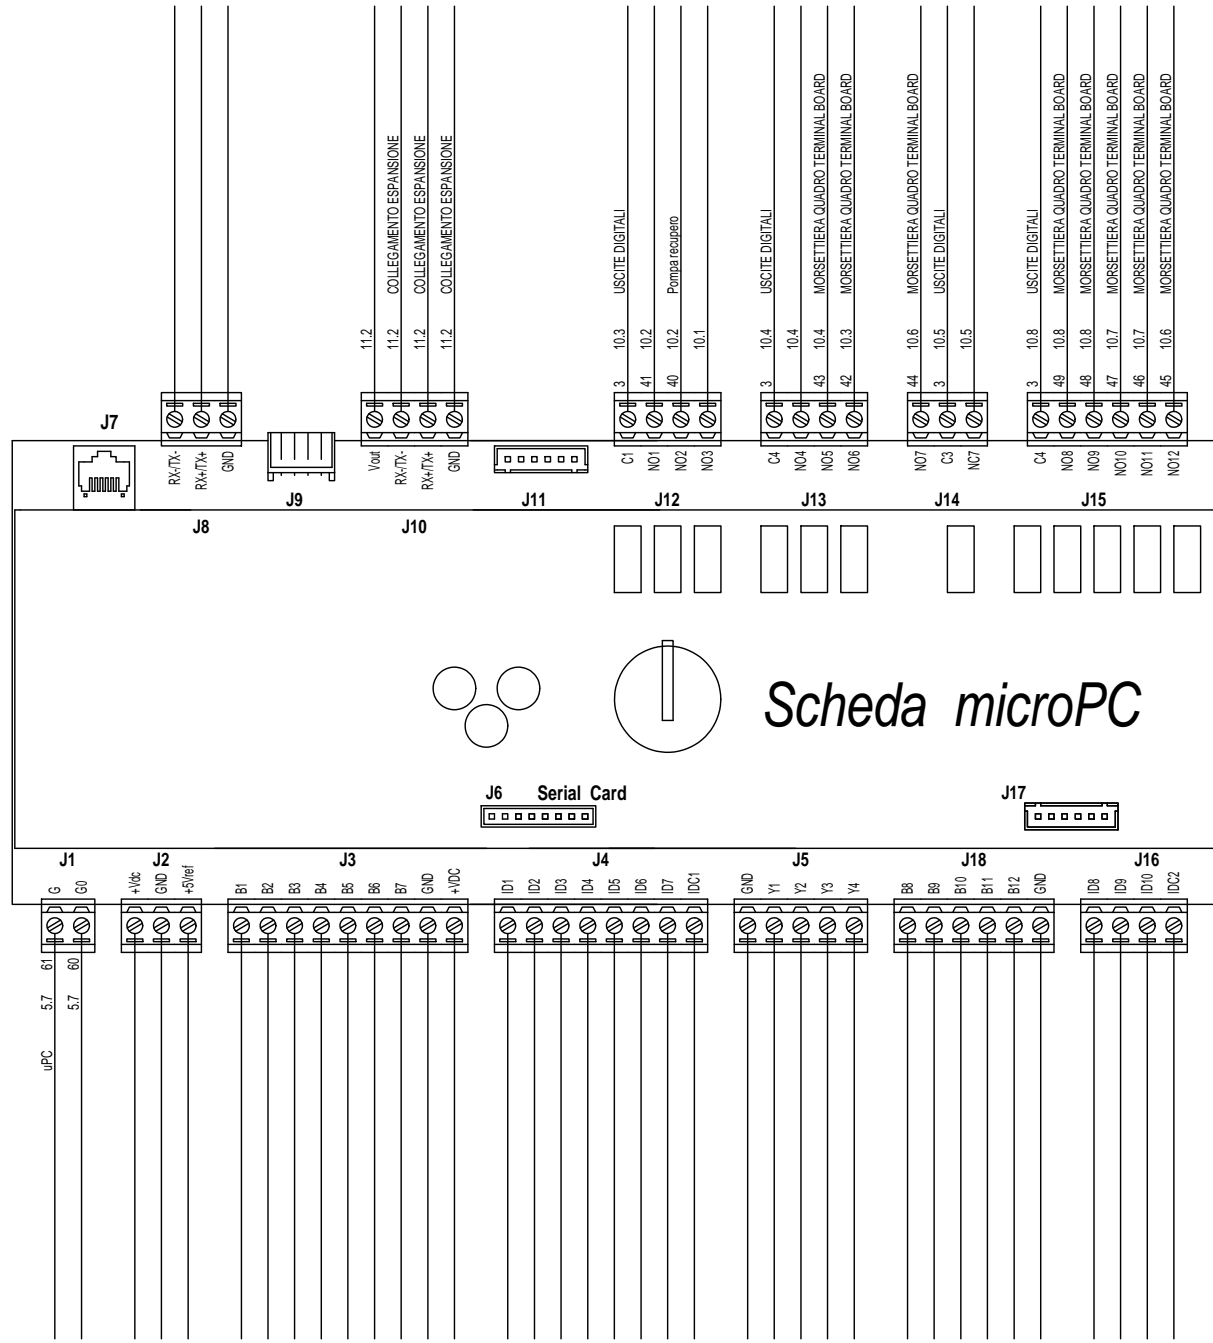 11.2
11.2 COLLEGAMENTO ESPANSIONE
11.2 COLLEGAMENTO ESPANSIONE
11.2 COLLEGAMENTO ESPANSIONE
3 10.3 USCITE DIGITALI
41 10.2
40 10.2 Pompa recupero
10.1
3 10.4 USCITE DIGITALI
10.4
43 10.4 MORSETTIERA QUADRO TERMINAL BOARD
42 10.3 MORSETTIERA QUADRO TERMINAL BOARD
44 10.6 MORSETTIERA QUADRO TERMINAL BOARD
3 10.5 USCITE DIGITALI
10.5
3 10.8 USCITE DIGITALI
49 10.8 MORSETTIERA QUADRO TERMINAL BOARD
48 10.8 MORSETTIERA QUADRO TERMINAL BOARD
47 10.7 MORSETTIERA QUADRO TERMINAL BOARD
46 10.7 MORSETTIERA QUADRO TERMINAL BOARD
45 10.6 MORSETTIERA QUADRO TERMINAL BOARD
J7
RX-/TX- RX+/TX+ GND
J8
J9
Vout RX-/TX- RX+/TX+ GND
J10
J11
C1 NO1 NO2 NO3
J12
C4 NO4 NO5 NO6
J13
NO7 C3 NC7
J14
C4 NO8 NO9 NO10 NO11 NO12
J15
Scheda microPC
J6 Serial Card
J17
J1
G G0
J2
+Vdc GND +5Vref
J3
B1 B2 B3 B4 B5 B6 B7 GND +VDC
J4
ID1 ID2 ID3 ID4 ID5 ID6 ID7 IDC1
J5
GND Y1 Y2 Y3 Y4
J18
B8 B9 B10 B11 B12 GND
J16
ID8 ID9 ID10 IDC2
uPC 5.7 61
5.7 60